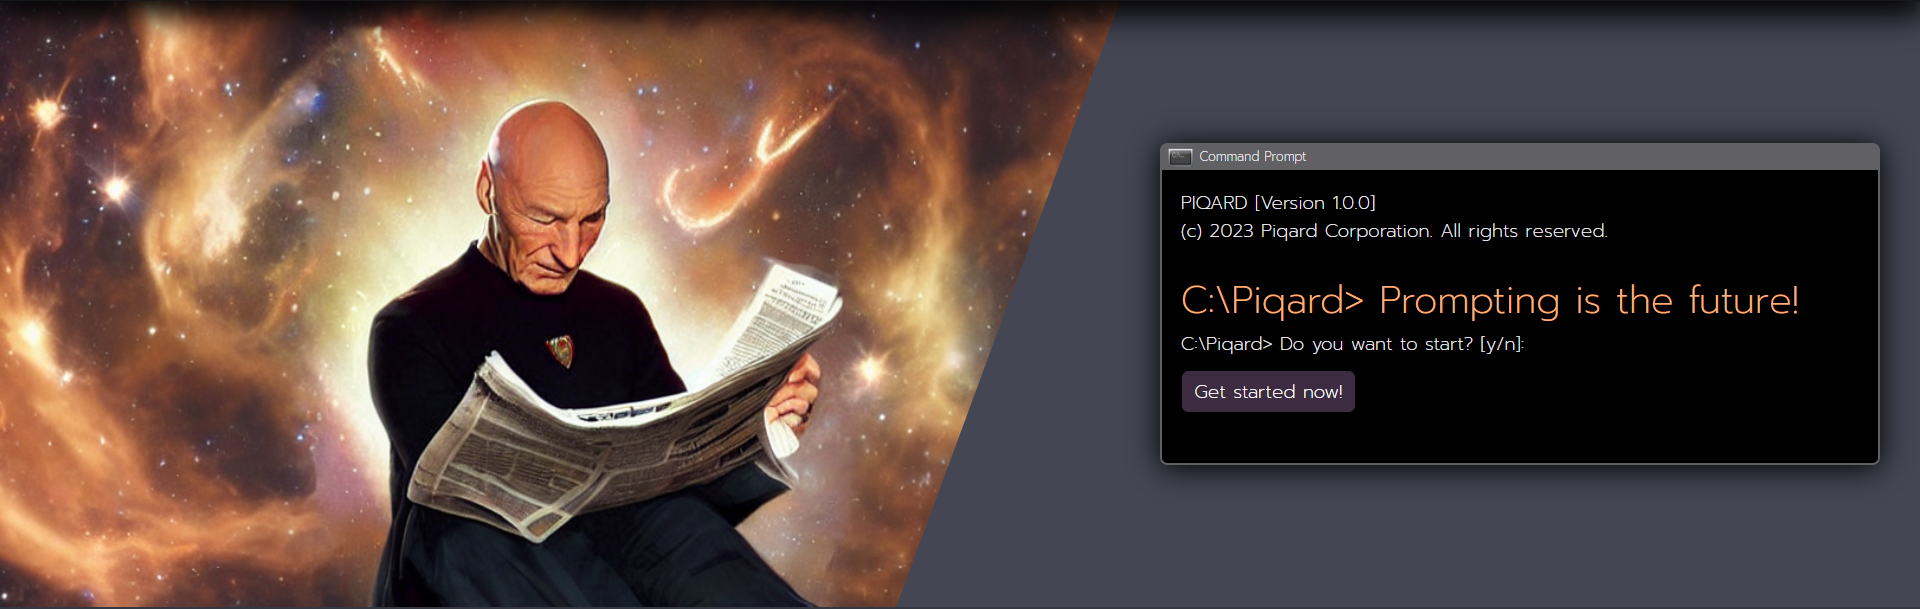 Command Prompt
PIQARD [Version 1.0.0]
(c) 2023 Piqard Corporation. All rights reserved.
C:\Piqard> Prompting is the future!
C:\Piqard> Do you want to start? [y/n]:
Get started now!